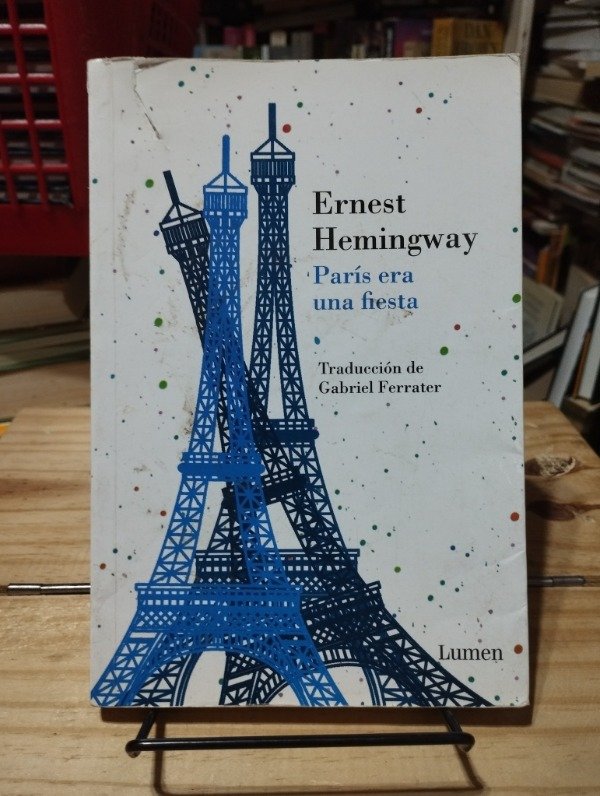 Ernest
Hemingway
París era
una fiesta
Traducción de
Gabriel Ferrater
Lumen